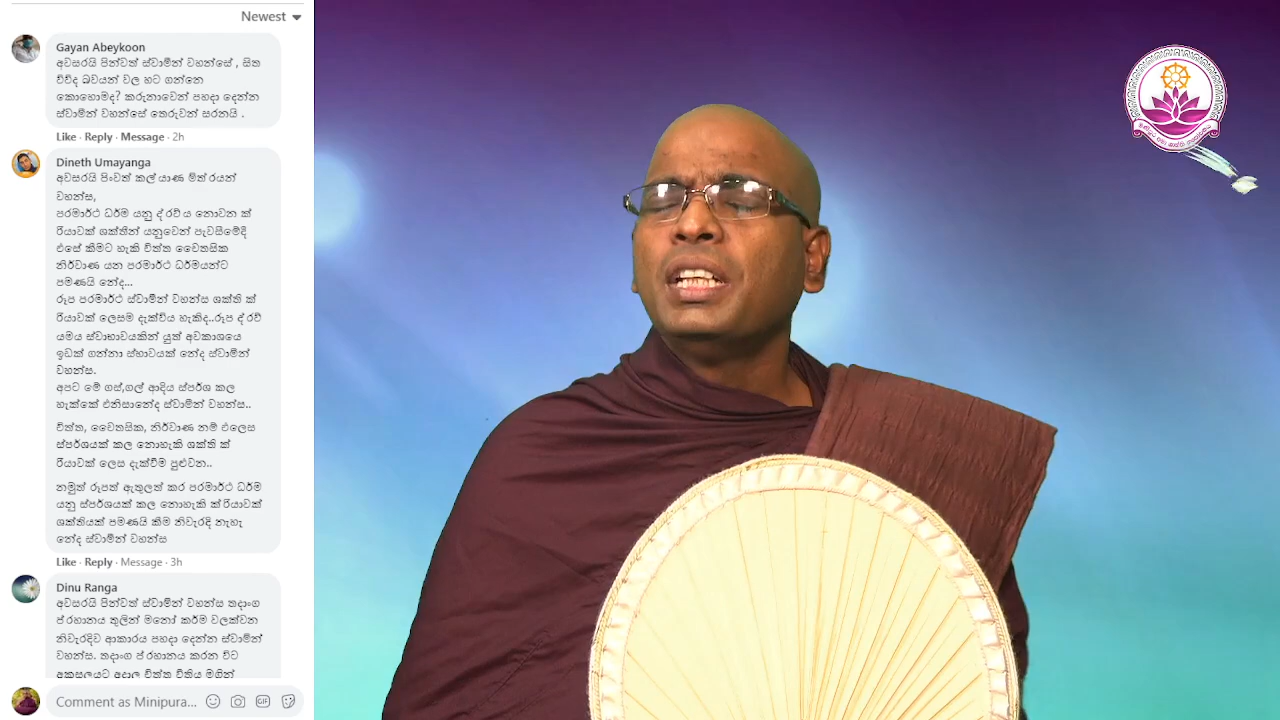 Newest
Gayan Abeykoon
අවසරයි පින්වත් ස්වාමීන් වහන්සේ , සිත
විවිද බවයන් වල හට ගන්නෙ
කොහොමද? කරුනාවෙන් පහදා දෙන්න
ස්වාමීන් වහන්සේ තෙරුවන් සරනයි .
Like · Reply · Message · 2h
Dineth Umayanga
අවසරයි පිංවත් කල් යාණ මිත් රයන්
වහන්ස,
පරමාර්ථ ධර්ම යනු ද් රව් ය නොවන ක්
රියාවක් ශක්තීන් යනුවෙන් පැවසීමේදී
එසේ කීමට හැකි චිත්ත චෛතසික
නිර්වාණ යන පරමාර්ථ ධර්මයන්ට
පමණයි නේද...
රූප පරමාර්ථ ස්වාමීන් වහන්ස ශක්ති ක්
රියාවක් ලෙසම දැක්විය හැකිද..රූප ද් රව්
යමය ස්වාභාවයකින් යුත් අවකාශයෙ
ඉඩක් ගන්නා ස්භාවයක් නේද ස්වාමීන්
වහන්ස.
අපට මේ ගස්,ගල් ආදිය ස්පර්ශ කල
හැක්කේ එනිසානේද ස්වාමීන් වහන්ස..
චිත්ත, චෛතසික, නිර්වාණ නම් එලෙස
ස්පර්ශයක් කල නොහැකි ශක්ති ක්
රියාවක් ලෙස දැක්වීම පුළුවන..
නමුත් රූපත් ඇතුලත් කර පරමාර්ථ ධර්ම
යනු ස්පර්ශයක් කල නොහැකි ක් රියාවක්
ශක්තියක් පමණයි කීම නිවැරදි නැහැ
නේද ස්වාමීන් වහන්ස
Like · Reply · Message · 3h
Dinu Ranga
අවසරයි පින්වත් ස්වාමීන් වහන්ස තදාංග
ප් රහානය තුලින් මනෝ කර්ම වලක්වන
නිවැරදිව ආකාරය පහදා දෙන්න ස්වාමීන්
වහන්ස. තදාංග ප් රහානය කරන විට
අකුසලයට අදාල චිත්ත විතිය මගින්
Comment as Minipura...
GIF